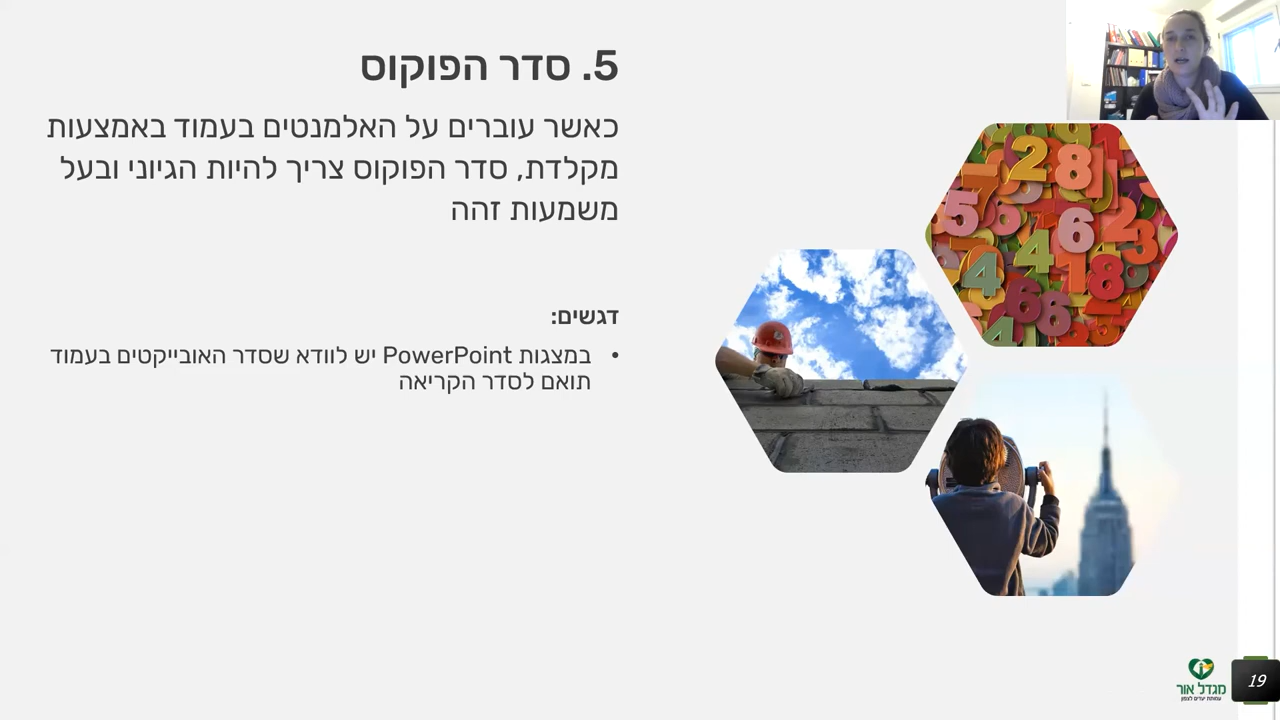 5. סדר הפוקוס
כאשר עוברים על האלמנטים בעמוד באמצעות
מקלדת, סדר הפוקוס צריך להיות הגיוני ובעל
משמעות זהה
דגשים:
• במצגות PowerPoint יש לוודא שסדר האובייקטים בעמוד
תואם לסדר הקריאה
מגדל אור
19